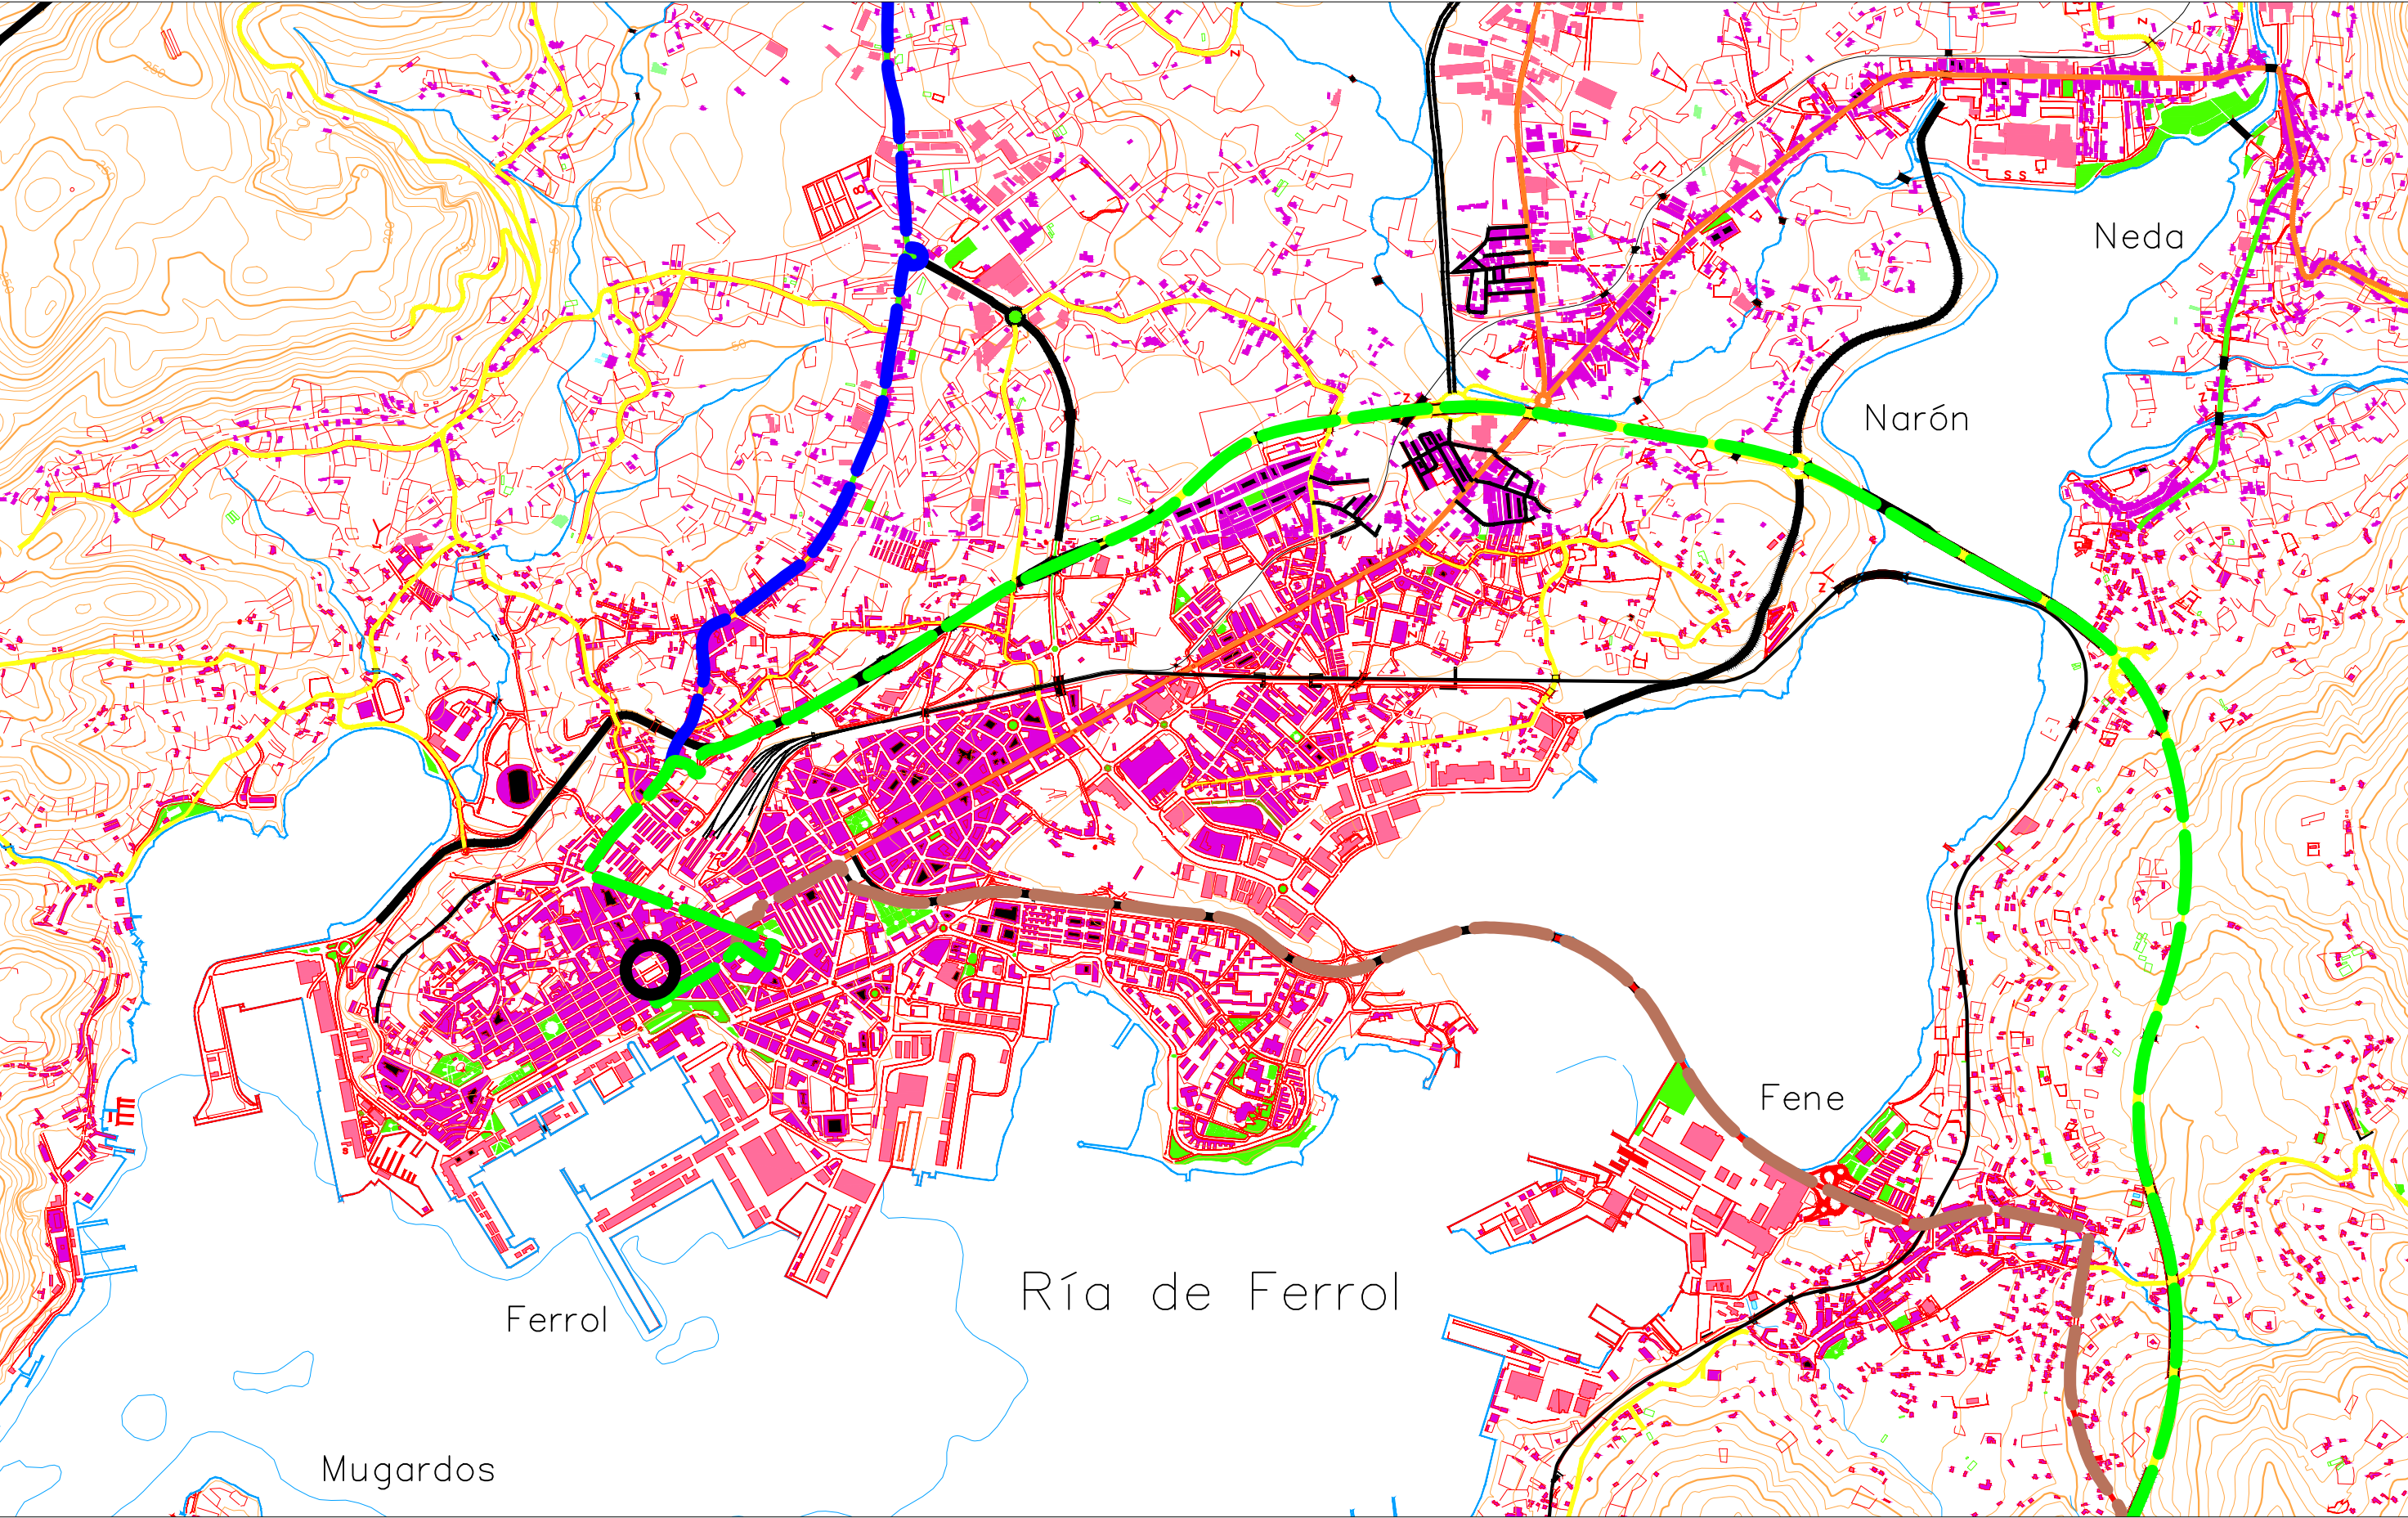 Neda
Narón
Fene
Ría de Ferrol
Ferrol
Mugardos